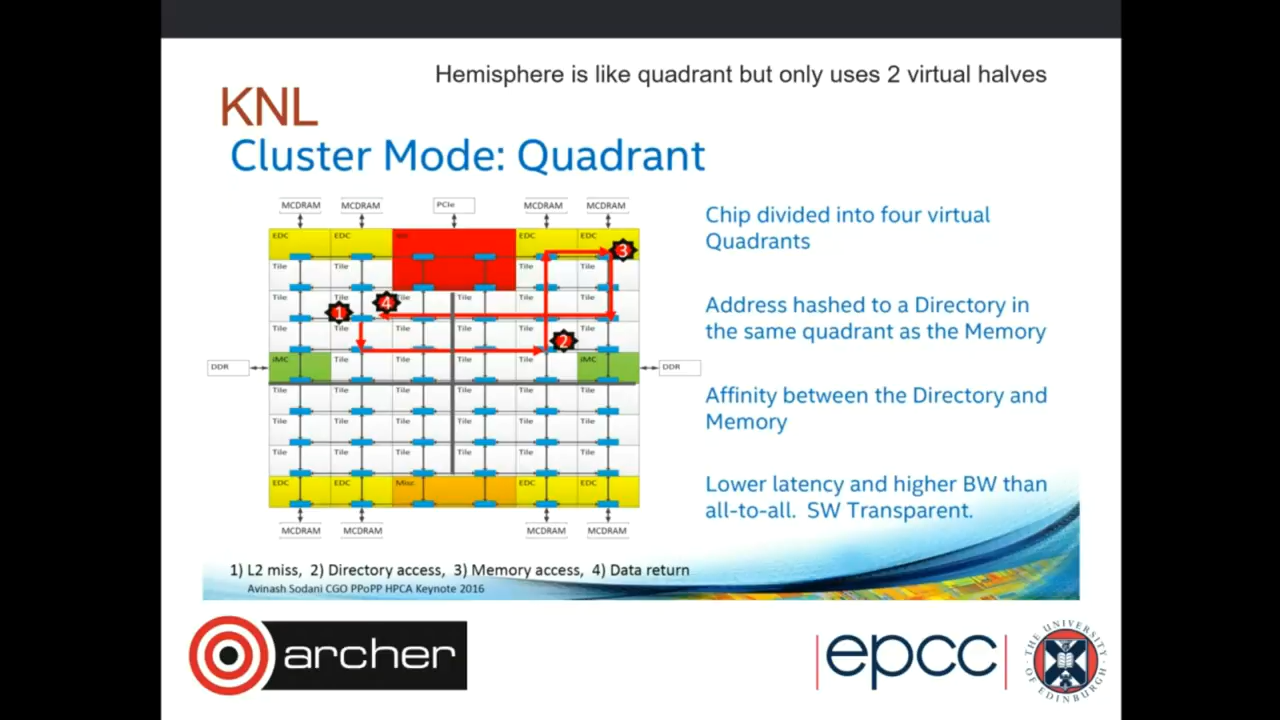 Hemisphere is like quadrant but only uses 2 virtual halves
KNL
Cluster Mode: Quadrant
MCDRAM MCDRAM PCIe MCDRAM MCDRAM
EDC EDC EDC EDC
3
Tile Tile Tile Tile
4
Tile Tile Tile Tile Tile Tile
1
Tile Tile Tile Tile Tile Tile
2
DDR iMC Tile Tile Tile Tile iMC DDR
Tile Tile Tile Tile Tile Tile
Tile Tile Tile Tile Tile Tile
Tile Tile Tile Tile Tile Tile
EDC EDC Misc EDC EDC
MCDRAM MCDRAM MCDRAM MCDRAM
Chip divided into four virtual
Quadrants
Address hashed to a Directory in
the same quadrant as the Memory
Affinity between the Directory and
Memory
Lower latency and higher BW than
all-to-all. SW Transparent.
1) L2 miss, 2) Directory access, 3) Memory access, 4) Data return
Avinash Sodani CGO PPoPP HPCA Keynote 2016
archer
epcc
THE UNIVERSITY OF EDINBURGH